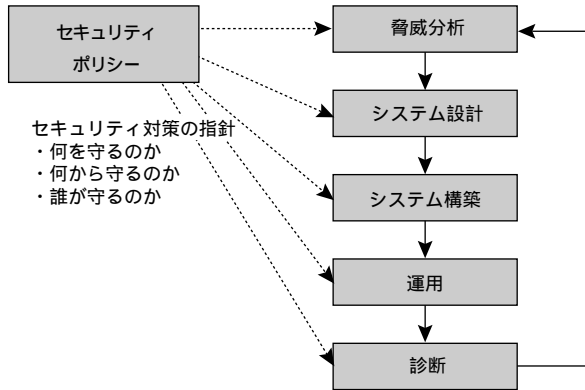 セキュリティ
ポリシー
脅威分析
システム設計
セキュリティ対策の指針
・何を守るのか
・何から守るのか
・誰が守るのか
システム構築
運用
診断